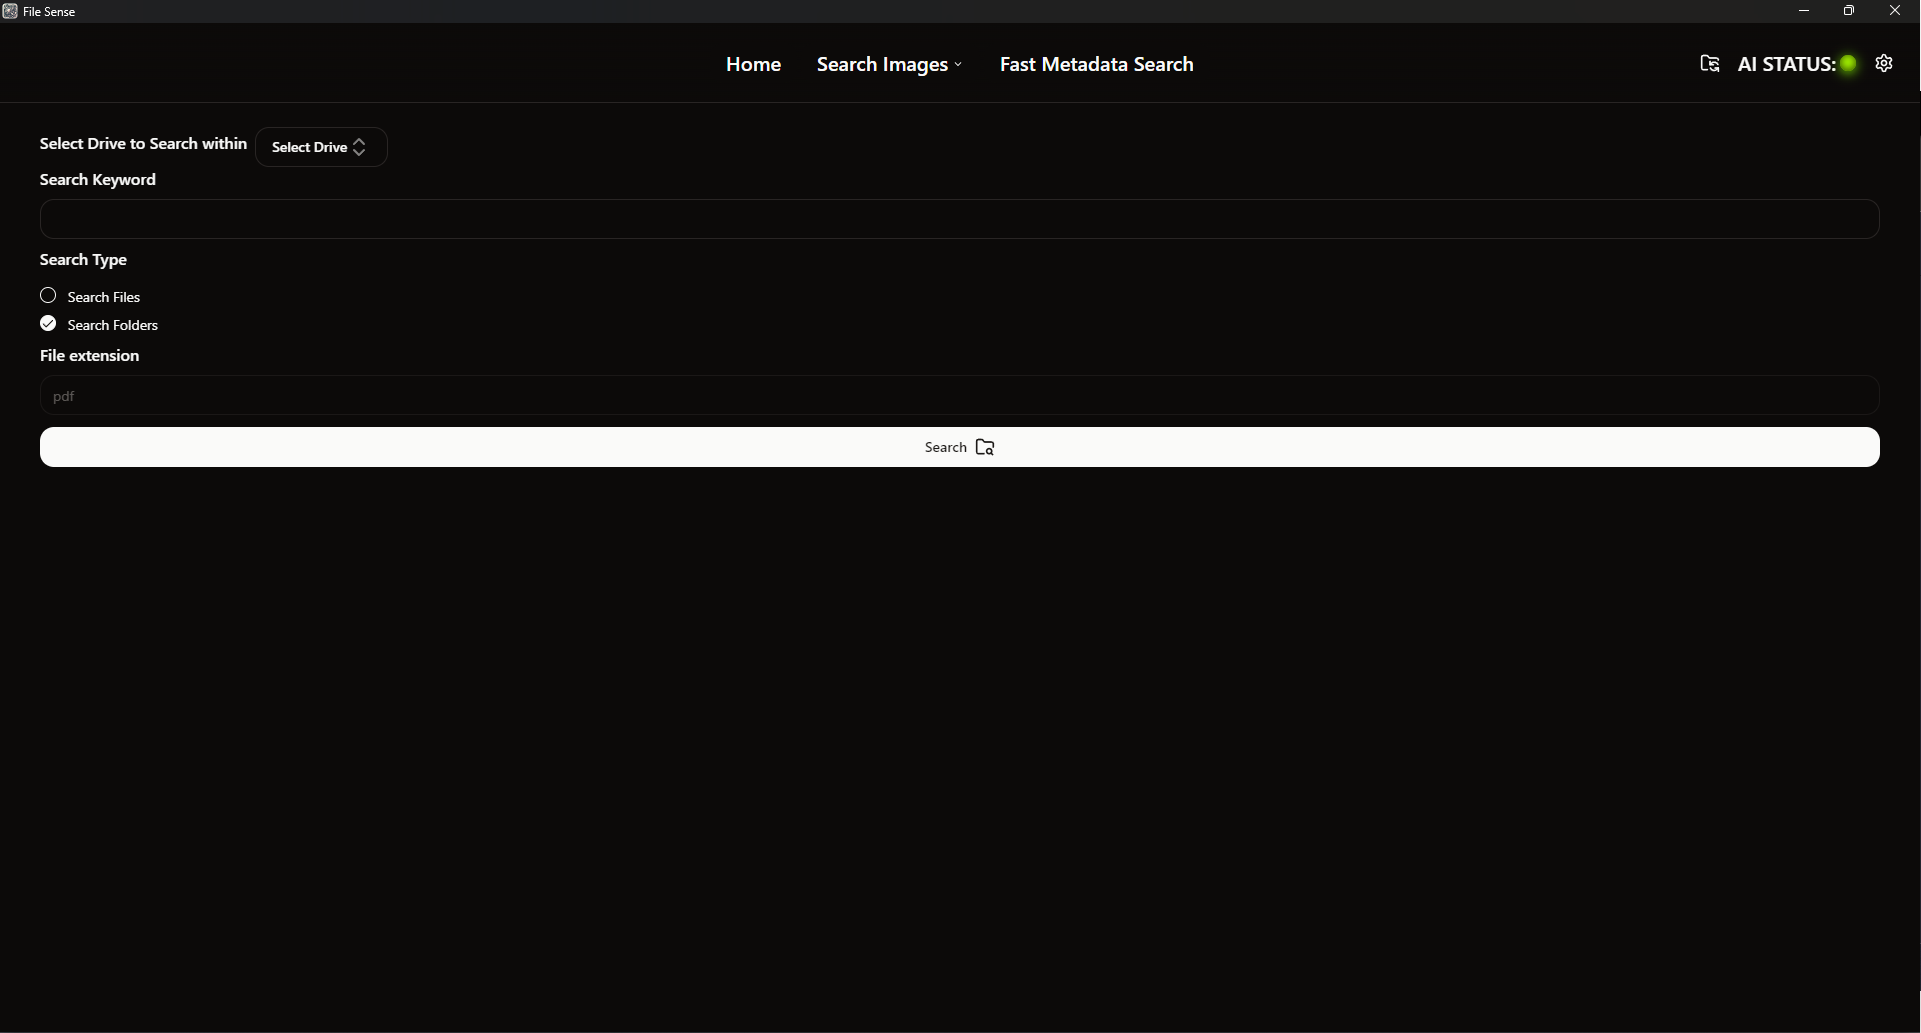 File Sense
Home Search Images Fast Metadata Search AI STATUS:
Select Drive to Search within Select Drive
Search Keyword
Search Type
Search Files
Search Folders
File extension
pdf
Search